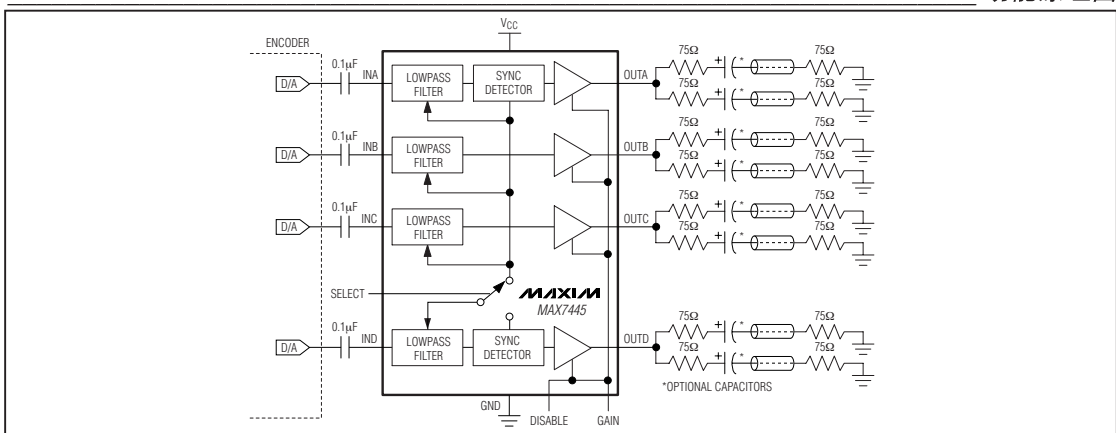 VCC
ENCODER
75Ω 75Ω
0.1µF INA LOWPASS FILTER SYNC DETECTOR OUTA + *
D/A
75Ω 75Ω
+ *
75Ω 75Ω
0.1µF INB LOWPASS FILTER OUTB + *
D/A
75Ω 75Ω
+ *
75Ω 75Ω
0.1µF INC LOWPASS FILTER OUTC + *
D/A
75Ω 75Ω
+ *
SELECT
MAXIM
MAX7445
75Ω 75Ω
0.1µF IND LOWPASS FILTER SYNC DETECTOR OUTD + *
D/A
75Ω 75Ω
+ *
*OPTIONAL CAPACITORS
GND
DISABLE GAIN